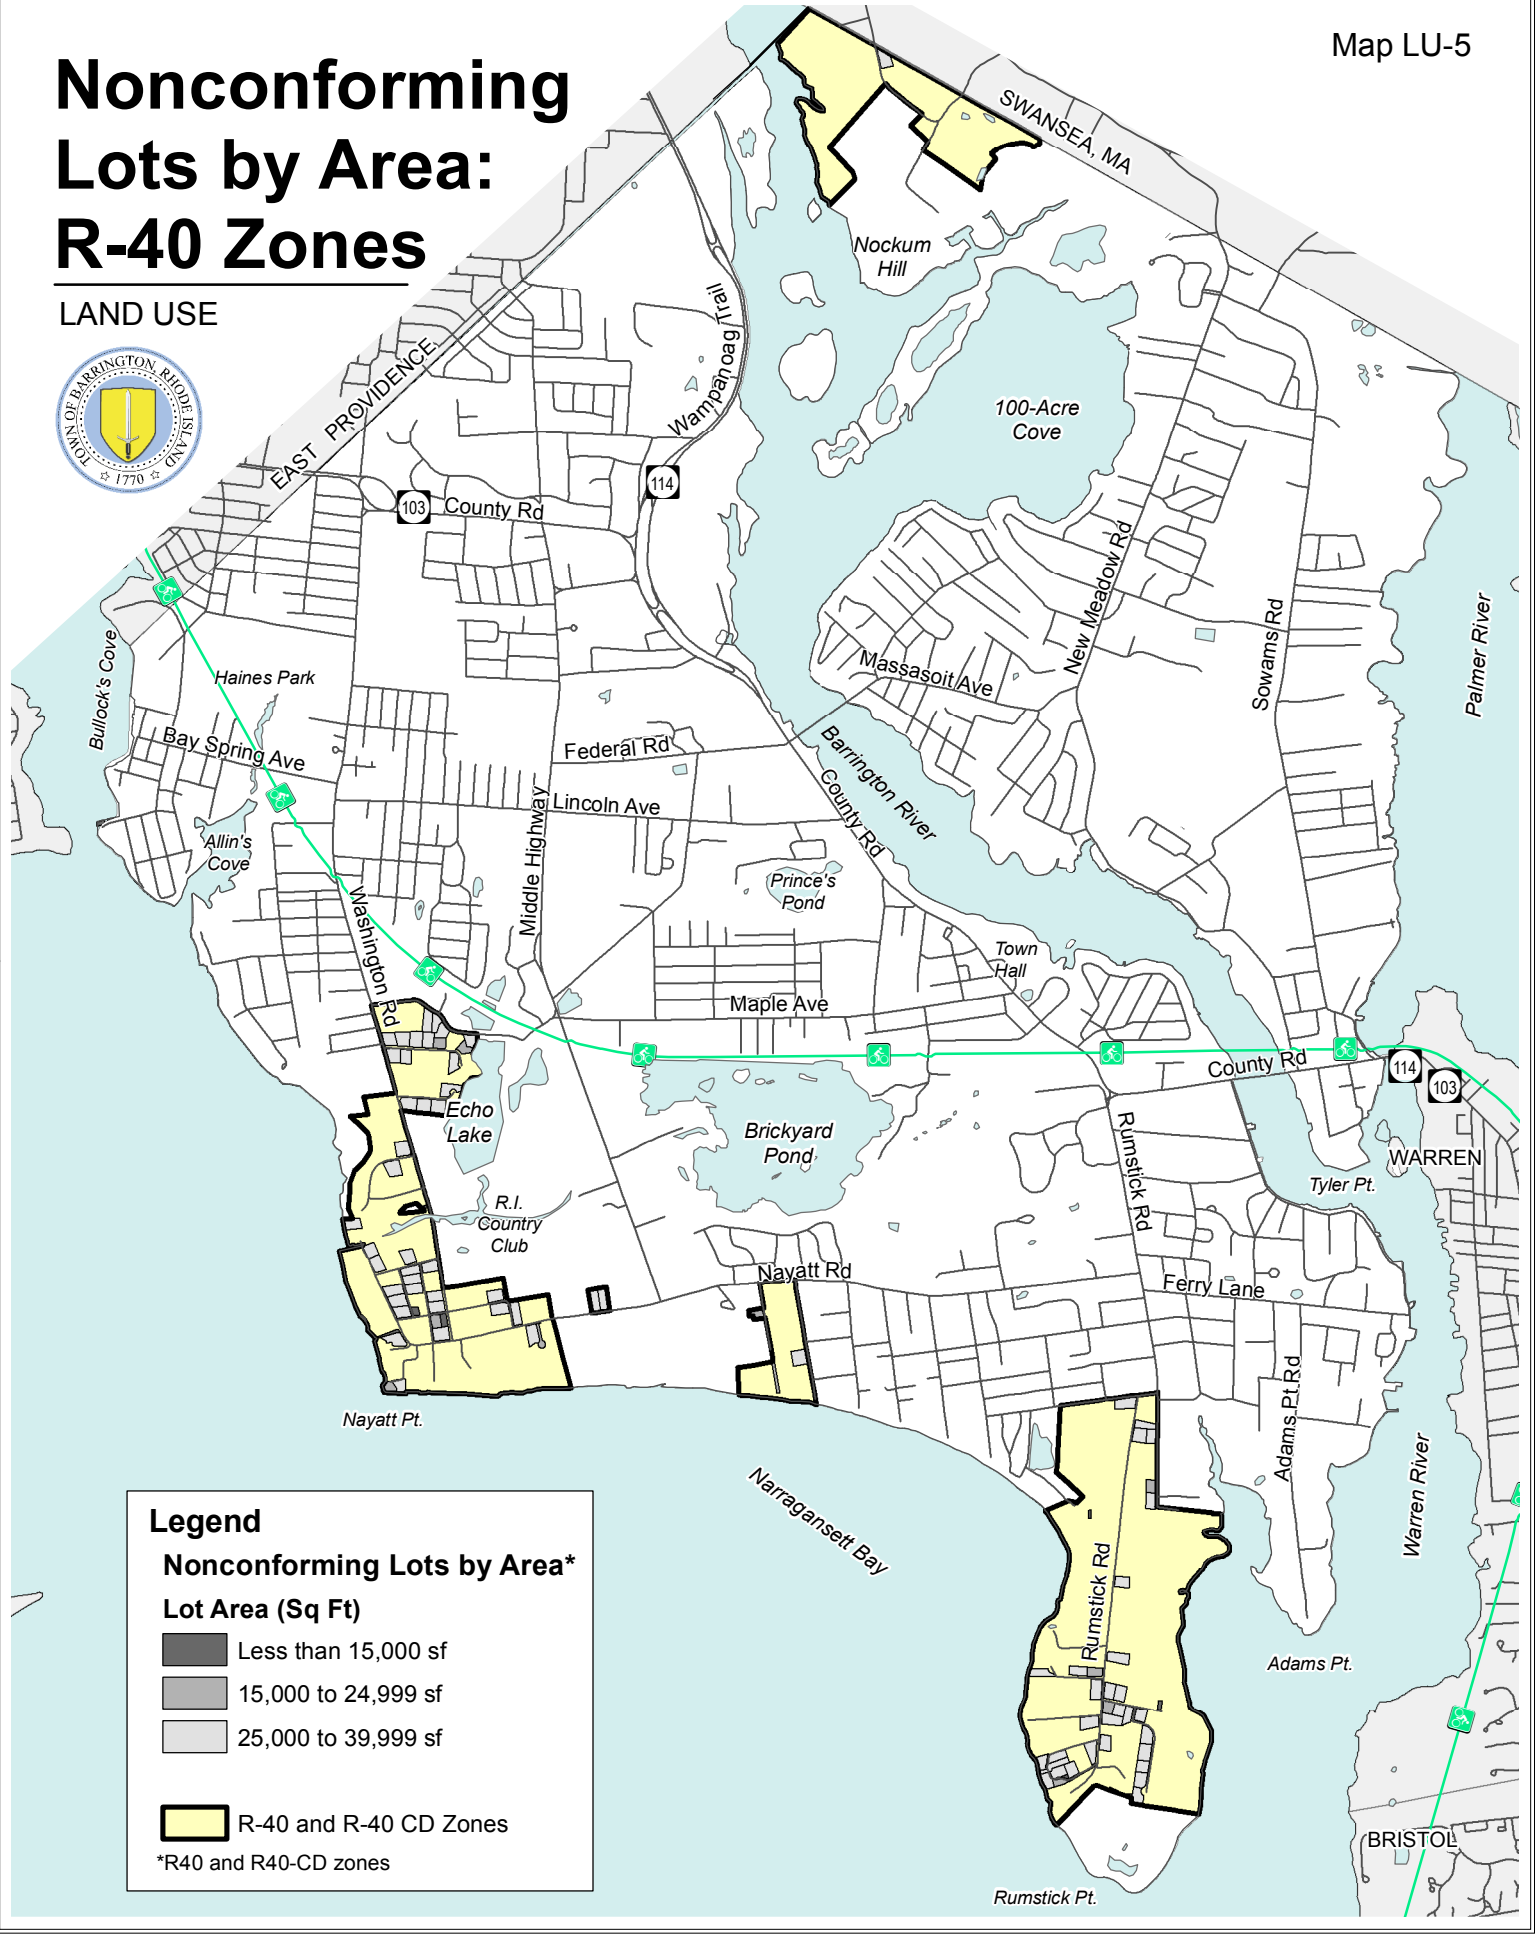 Map LU-5
Nonconforming
Lots by Area:
R-40 Zones
LAND USE
TOWN OF BARRINGTON, RHODE ISLAND
1770
SWANSEA, MA
Nockum
Hill
Wampanoag Trail
EAST PROVIDENCE
100-Acre
Cove
114
103
County Rd
New Meadow Rd
Sowams Rd
Palmer River
Bullock's Cove
Haines Park
Massasoit Ave
Bay Spring Ave
Federal Rd
Barrington River
County Rd
Lincoln Ave
Middle Highway
Allin's
Cove
Prince's
Pond
Washington Rd
Town
Hall
Maple Ave
County Rd
114
103
Echo
Lake
Brickyard
Pond
Rumstick Rd
WARREN
Tyler Pt.
R.I.
Country
Club
Nayatt Rd
Ferry Lane
Adams Pt Rd
Nayatt Pt.
Warren River
Narragansett Bay
Rumstick Rd
Adams Pt.
BRISTOL
Rumstick Pt.
Legend
Nonconforming Lots by Area*
Lot Area (Sq Ft)
Less than 15,000 sf
15,000 to 24,999 sf
25,000 to 39,999 sf
R-40 and R-40 CD Zones
*R40 and R40-CD zones